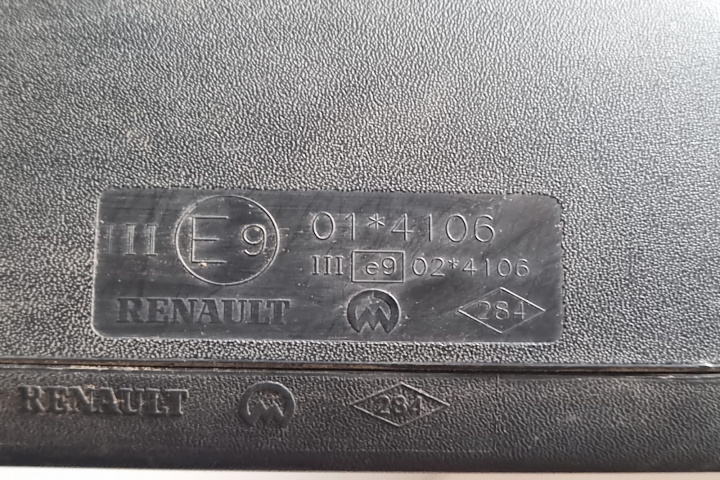 III E9 01*4106
III e9 02*4106
RENAULT 284
RENAULT 284